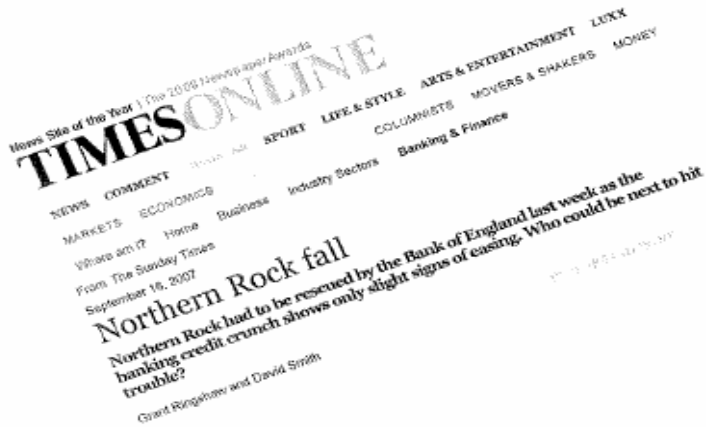 News Site of the Year | The 2008 Newspaper Awards
TIMESONLINE
NEWS COMMENT SPORT LIFE & STYLE ARTS & ENTERTAINMENT LUXX
MARKETS ECONOMICS COLUMNISTS MOVERS & SHAKERS MONEY
Where am I? Home Business Industry Sectors Banking & Finance
From The Sunday Times
September 16, 2007
Northern Rock fall
Northern Rock had to be rescued by the Bank of England last week as the
banking credit crunch shows only slight signs of easing. Who could be next to hit
trouble?
Grant Ringshaw and David Smith